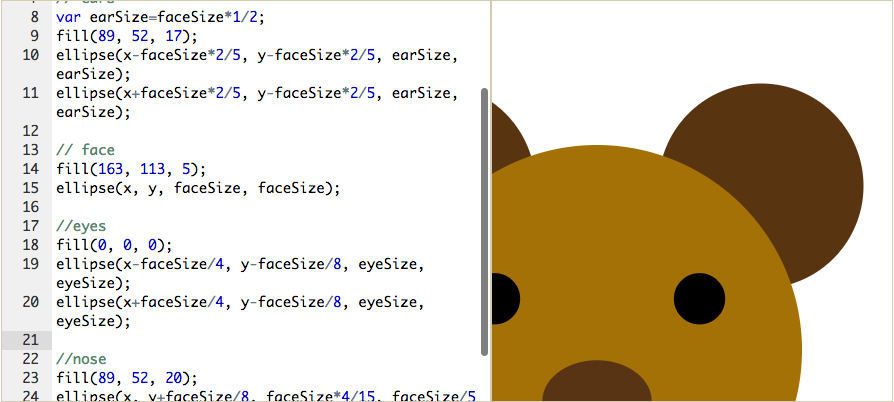 8 var earSize=faceSize*1/2;
9 fill(89, 52, 17);
10 ellipse(x-faceSize*2/5, y-faceSize*2/5, earSize,
earSize);
11 ellipse(x+faceSize*2/5, y-faceSize*2/5, earSize,
earSize);
12
13 // face
14 fill(163, 113, 5);
15 ellipse(x, y, faceSize, faceSize);
16
17 //eyes
18 fill(0, 0, 0);
19 ellipse(x-faceSize/4, y-faceSize/8, eyeSize,
eyeSize);
20 ellipse(x+faceSize/4, y-faceSize/8, eyeSize,
eyeSize);
21
22 //nose
23 fill(89, 52, 20);
24 ellipse(x, y+faceSize/8, faceSize*4/15, faceSize/5